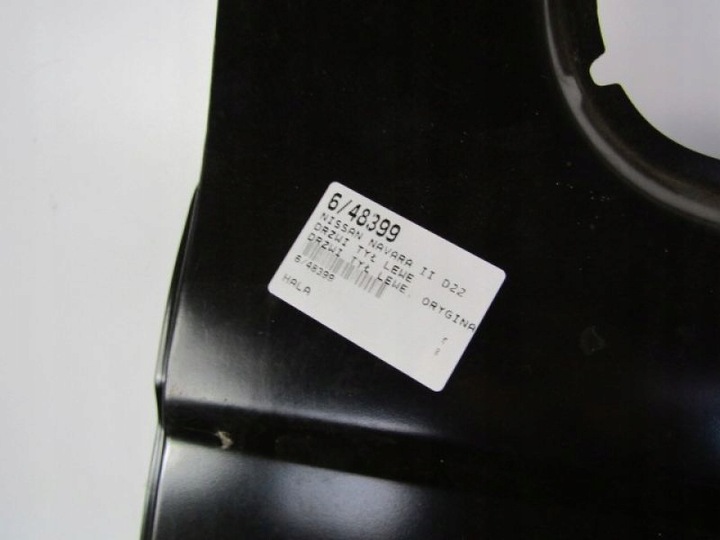 6/48399
NISSAN NAVARA II D22
DRZWI TYŁ LEWE
DRZWI TYŁ LEWE. ORYGINA
6/48399
HALA